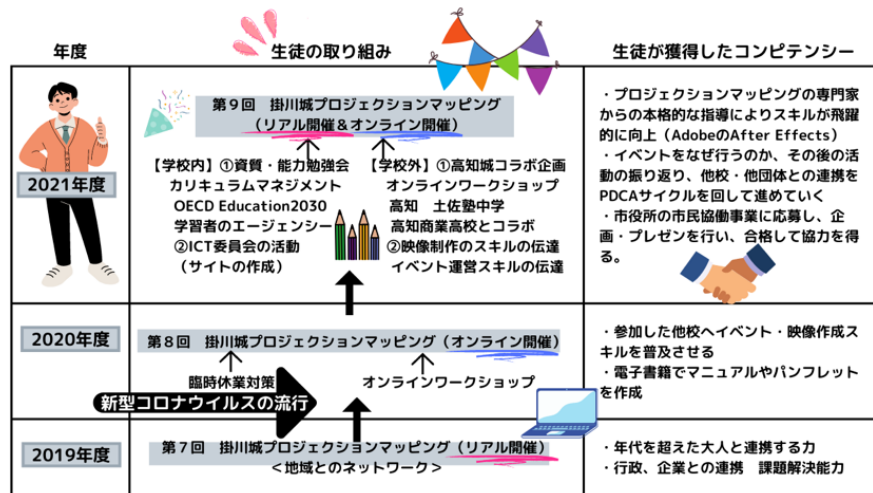 年度
生徒の取り組み
生徒が獲得したコンピテンシー
2021年度
第９回　掛川城プロジェクションマッピング
（リアル開催＆オンライン開催）
【学校内】①資質・能力勉強会
カリキュラムマネジメント
OECD Education2030
学習者のエージェンシー
②ICT委員会の活動
（サイトの作成）
【学校外】①高知城コラボ企画
オンラインワークショップ
高知　土佐塾中学
高知商業高校とコラボ
②映像制作のスキルの伝達
イベント運営スキルの伝達
・プロジェクションマッピングの専門家
からの本格的な指導によりスキルが飛躍
的に向上（AdobeのAfter Effects）
・イベントをなぜ行うのか、その後の活
動の振り返り、他校・他団体との連携を
PDCAサイクルを回して進めていく
・市役所の市民協働事業に応募し、企
画・プレゼンを行い、合格して協力を得
る。
2020年度
第８回　掛川城プロジェクションマッピング（オンライン開催）
臨時休業対策
オンラインワークショップ
新型コロナウイルスの流行
・参加した他校へイベント・映像作成ス
キルを普及させる
・電子書籍でマニュアルやパンフレット
を作成
2019年度
第７回　掛川城プロジェクションマッピング（リアル開催）
＜地域とのネットワーク＞
・年代を超えた大人と連携する力
・行政、企業との連携　課題解決能力